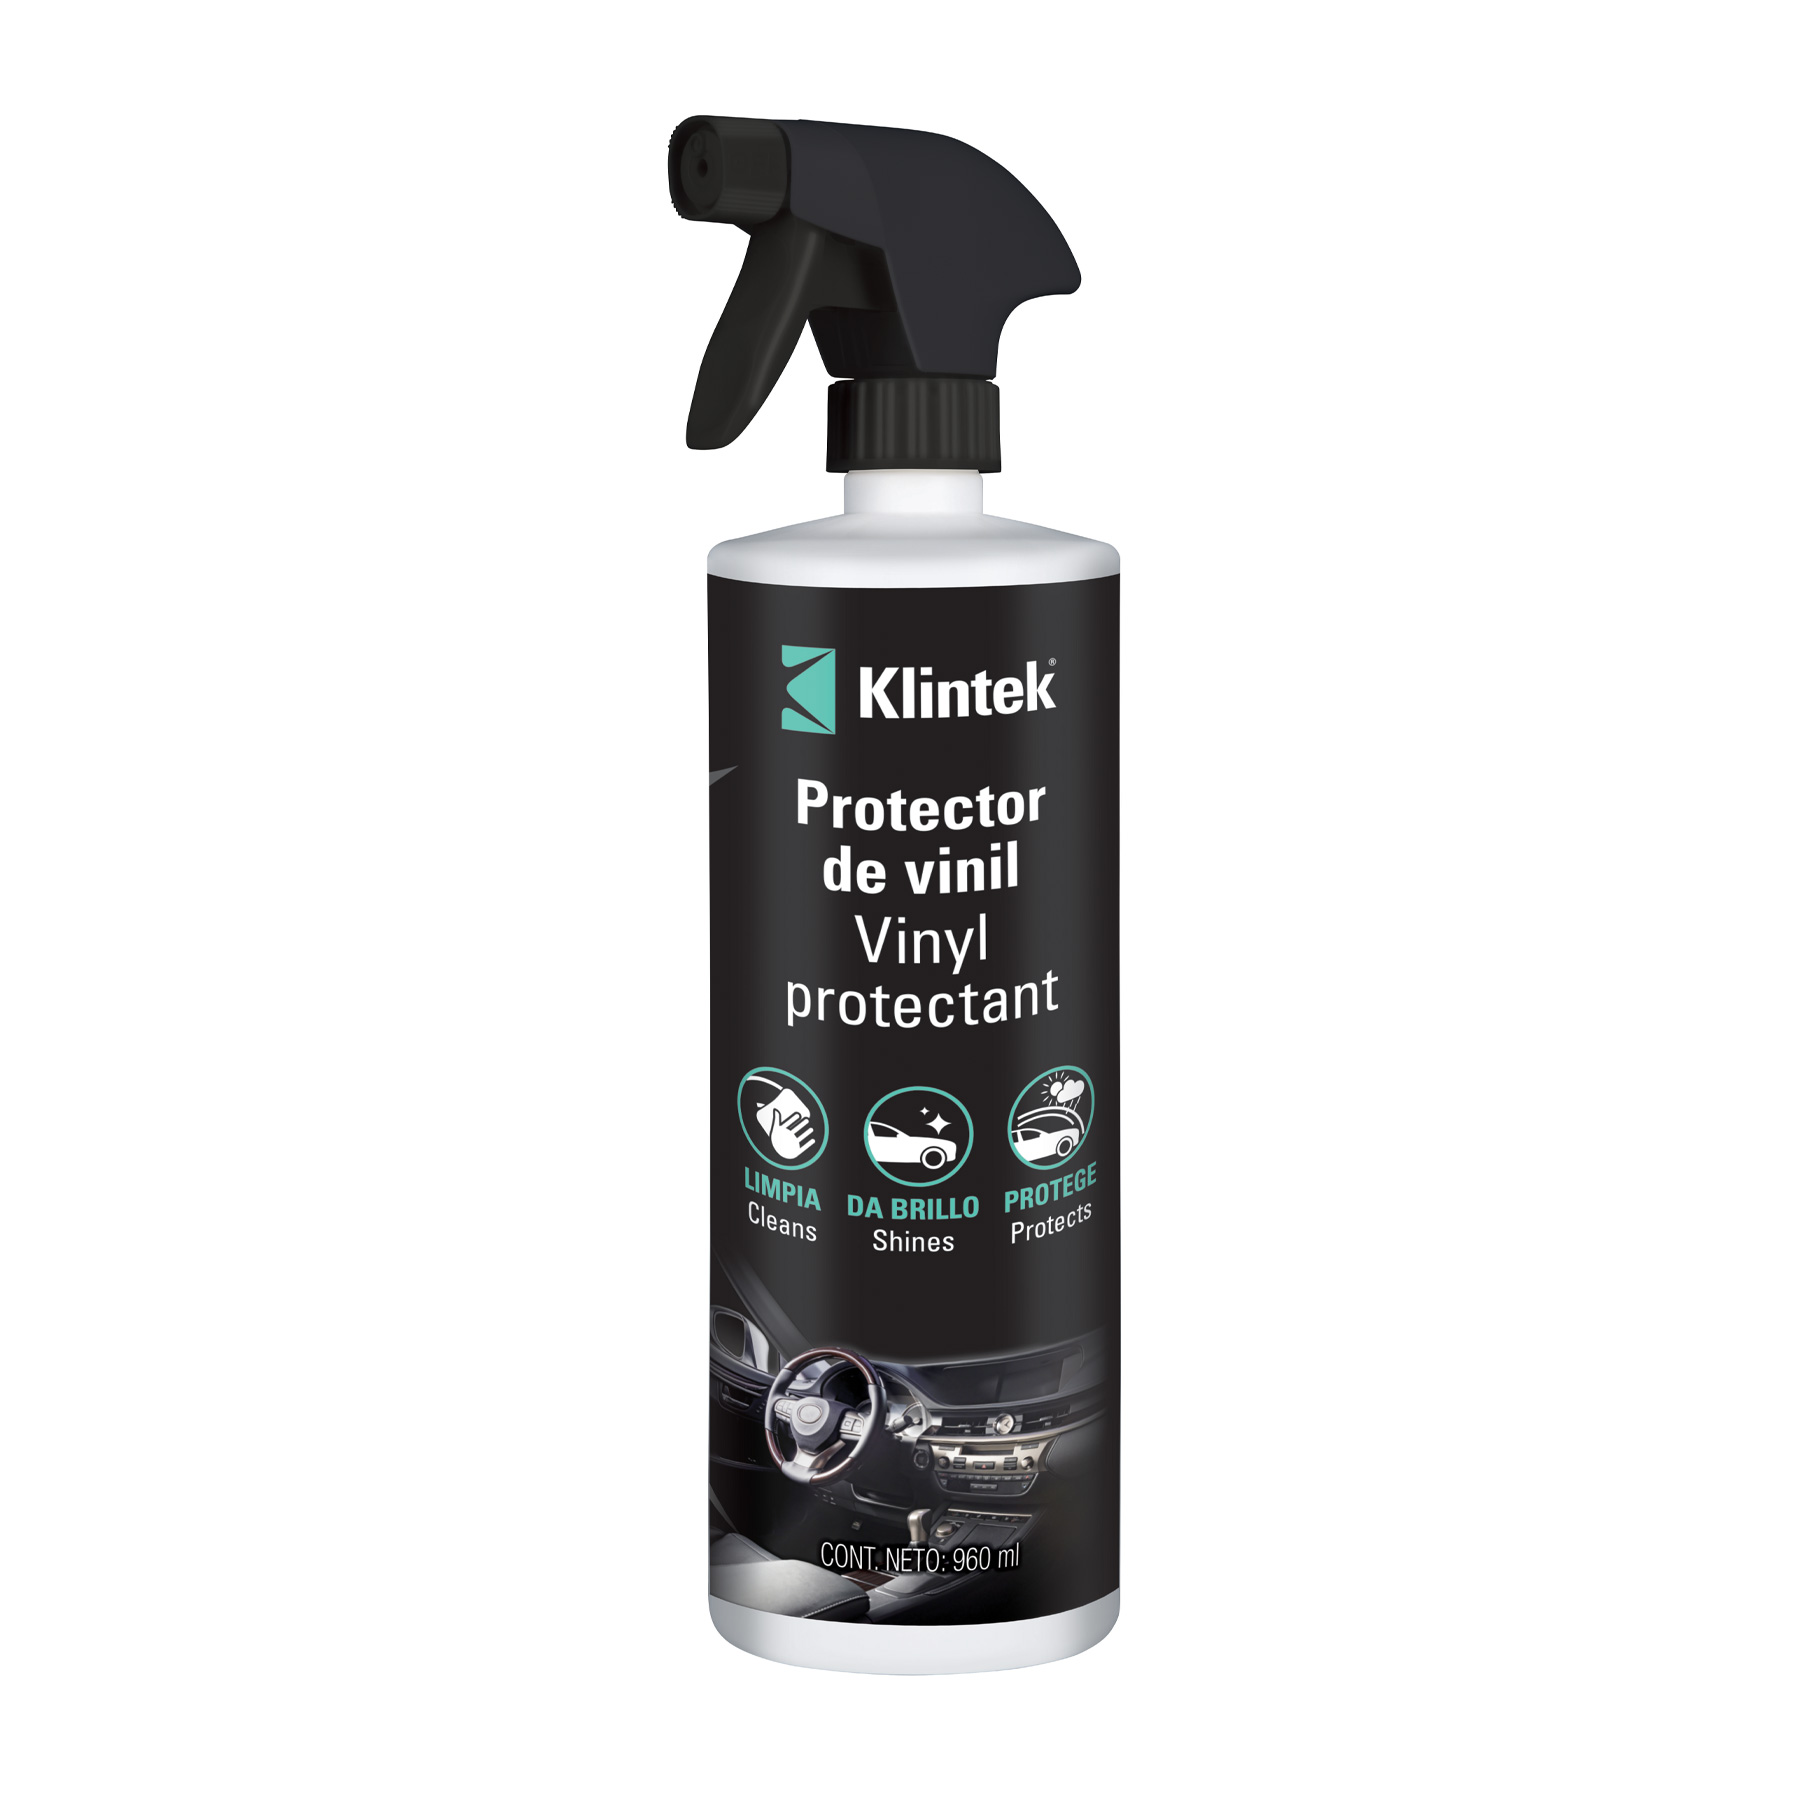 Klintek®
Protector
de vinil
Vinyl
protectant
LIMPIA
Cleans
DA BRILLO
Shines
PROTEGE
Protects
CONT. NETO: 960 ml